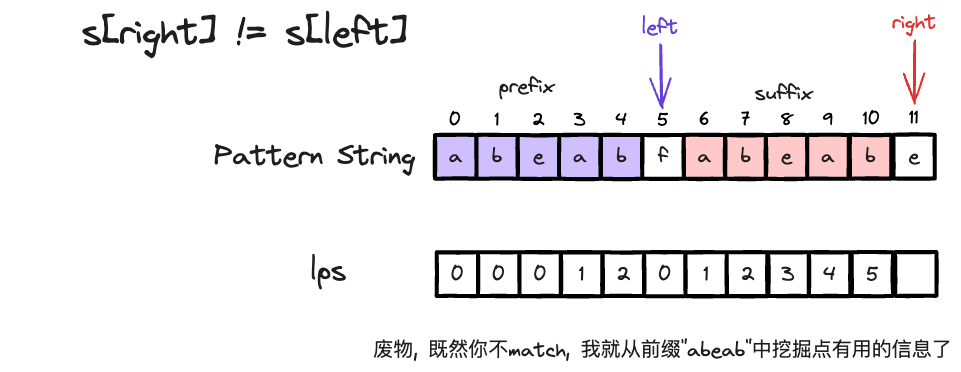 s[right] != s[left]
left
right
prefix
suffix
0 1 2 3 4 5 6 7 8 9 10 11
Pattern String a b e a b f a b e a b e
lps 0 0 0 1 2 0 1 2 3 4 5
废物, 既然你不match, 我就从前缀"abeab"中挖掘点有用的信息了